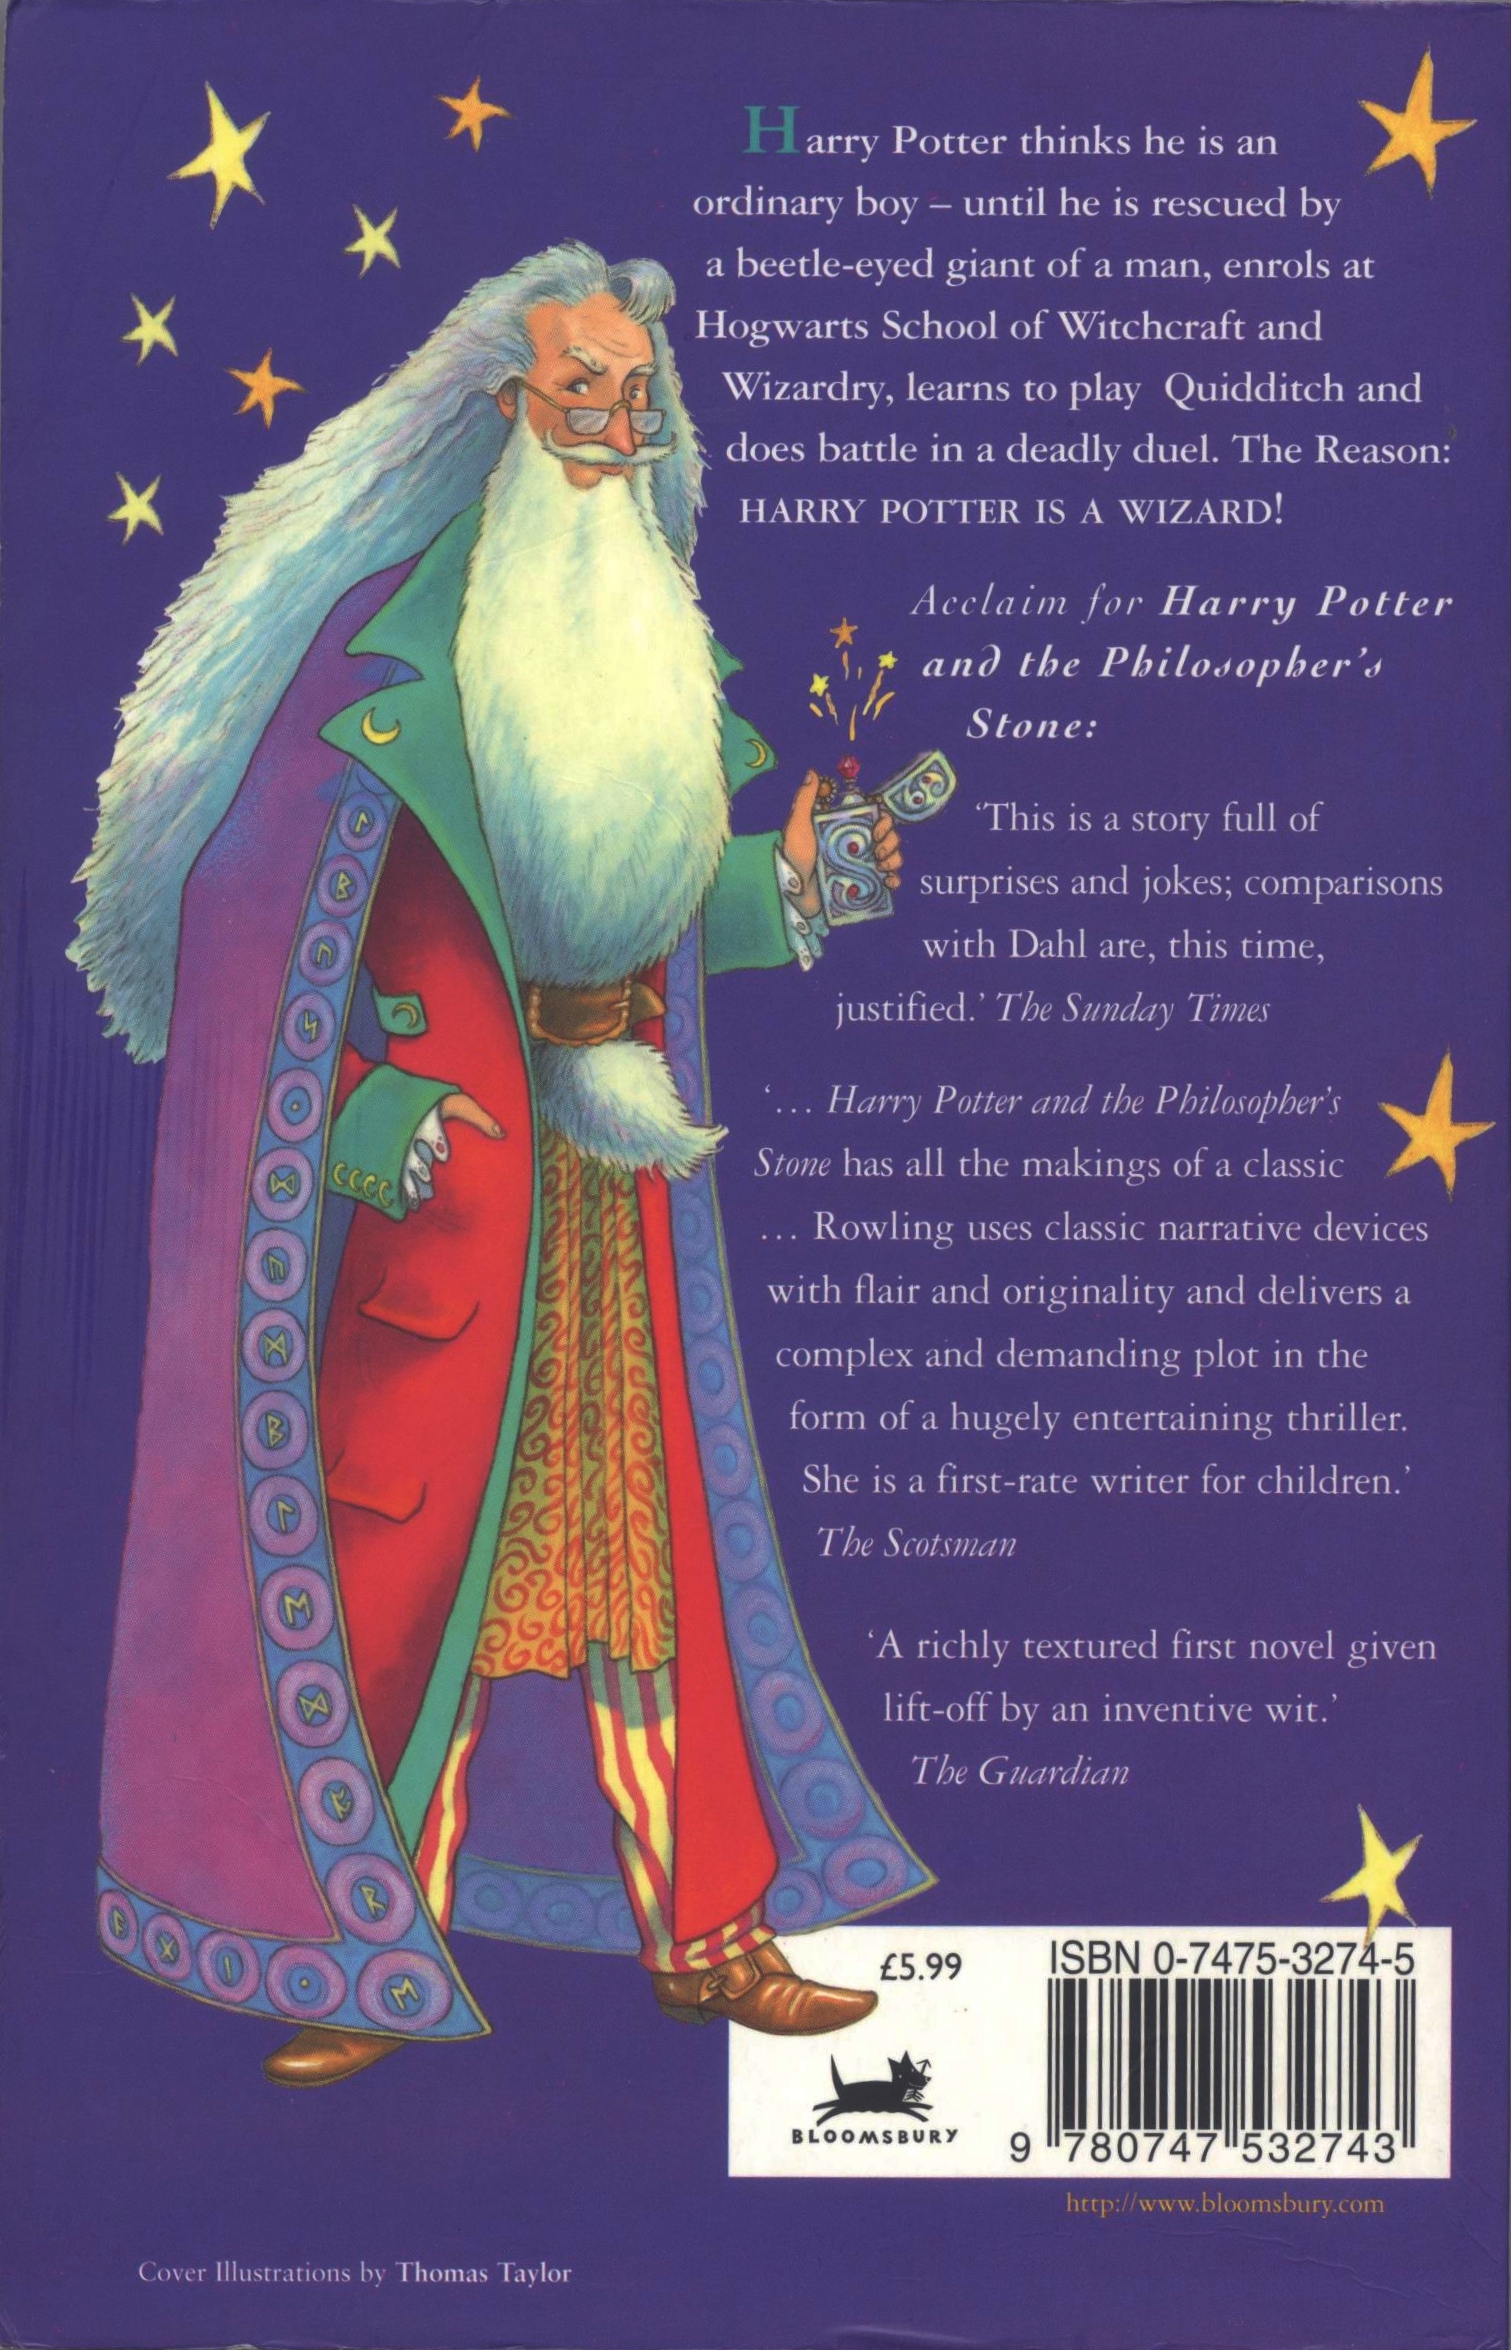 Harry Potter thinks he is an
ordinary boy – until he is rescued by
a beetle-eyed giant of a man, enrols at
Hogwarts School of Witchcraft and
Wizardry, learns to play Quidditch and
does battle in a deadly duel. The Reason:
HARRY POTTER IS A WIZARD!
Acclaim for Harry Potter
and the Philosopher's
Stone:
‘This is a story full of
surprises and jokes; comparisons
with Dahl are, this time,
justified.’ The Sunday Times
‘… Harry Potter and the Philosopher's
Stone has all the makings of a classic
… Rowling uses classic narrative devices
with flair and originality and delivers a
complex and demanding plot in the
form of a hugely entertaining thriller.
She is a first-rate writer for children.’
The Scotsman
‘A richly textured first novel given
lift-off by an inventive wit.’
The Guardian
£5.99
ISBN 0-7475-3274-5
BLOOMSBURY
9 780747 532743
http://www.bloomsbury.com
Cover Illustrations by Thomas Taylor